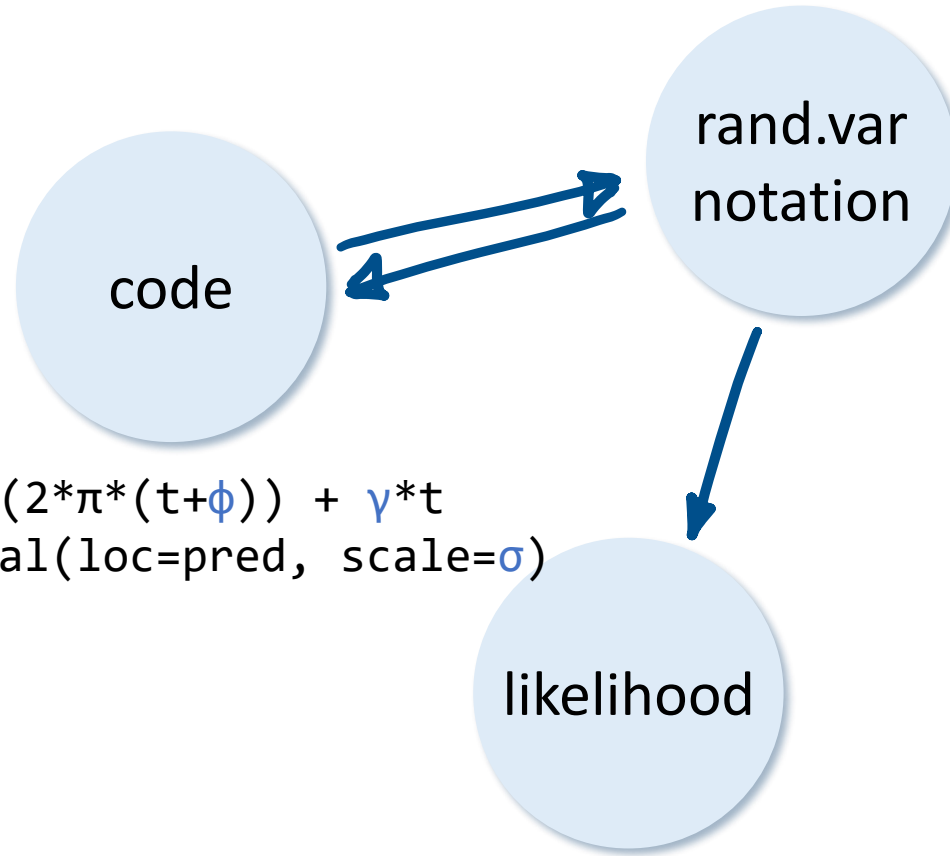 rand.var
notation
code
(2*π*(t+ϕ)) + γ*t
al(loc=pred, scale=σ)
likelihood